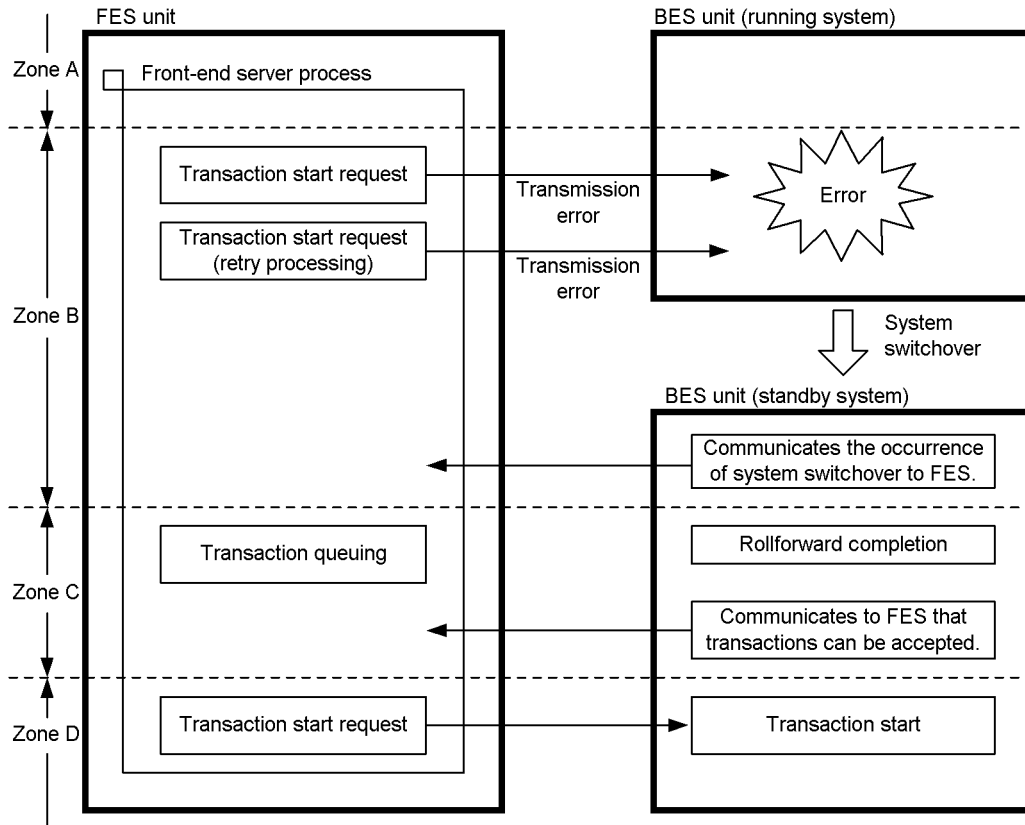 FES unit
BES unit (running system)
Zone A
Front-end server process
Transaction start request
Transmission
error
Error
Transaction start request
(retry processing)
Transmission
error
Zone B
System
switchover
BES unit (standby system)
Communicates the occurrence
of system switchover to FES.
Zone C
Transaction queuing
Rollforward completion
Communicates to FES that
transactions can be accepted.
Zone D
Transaction start request
Transaction start